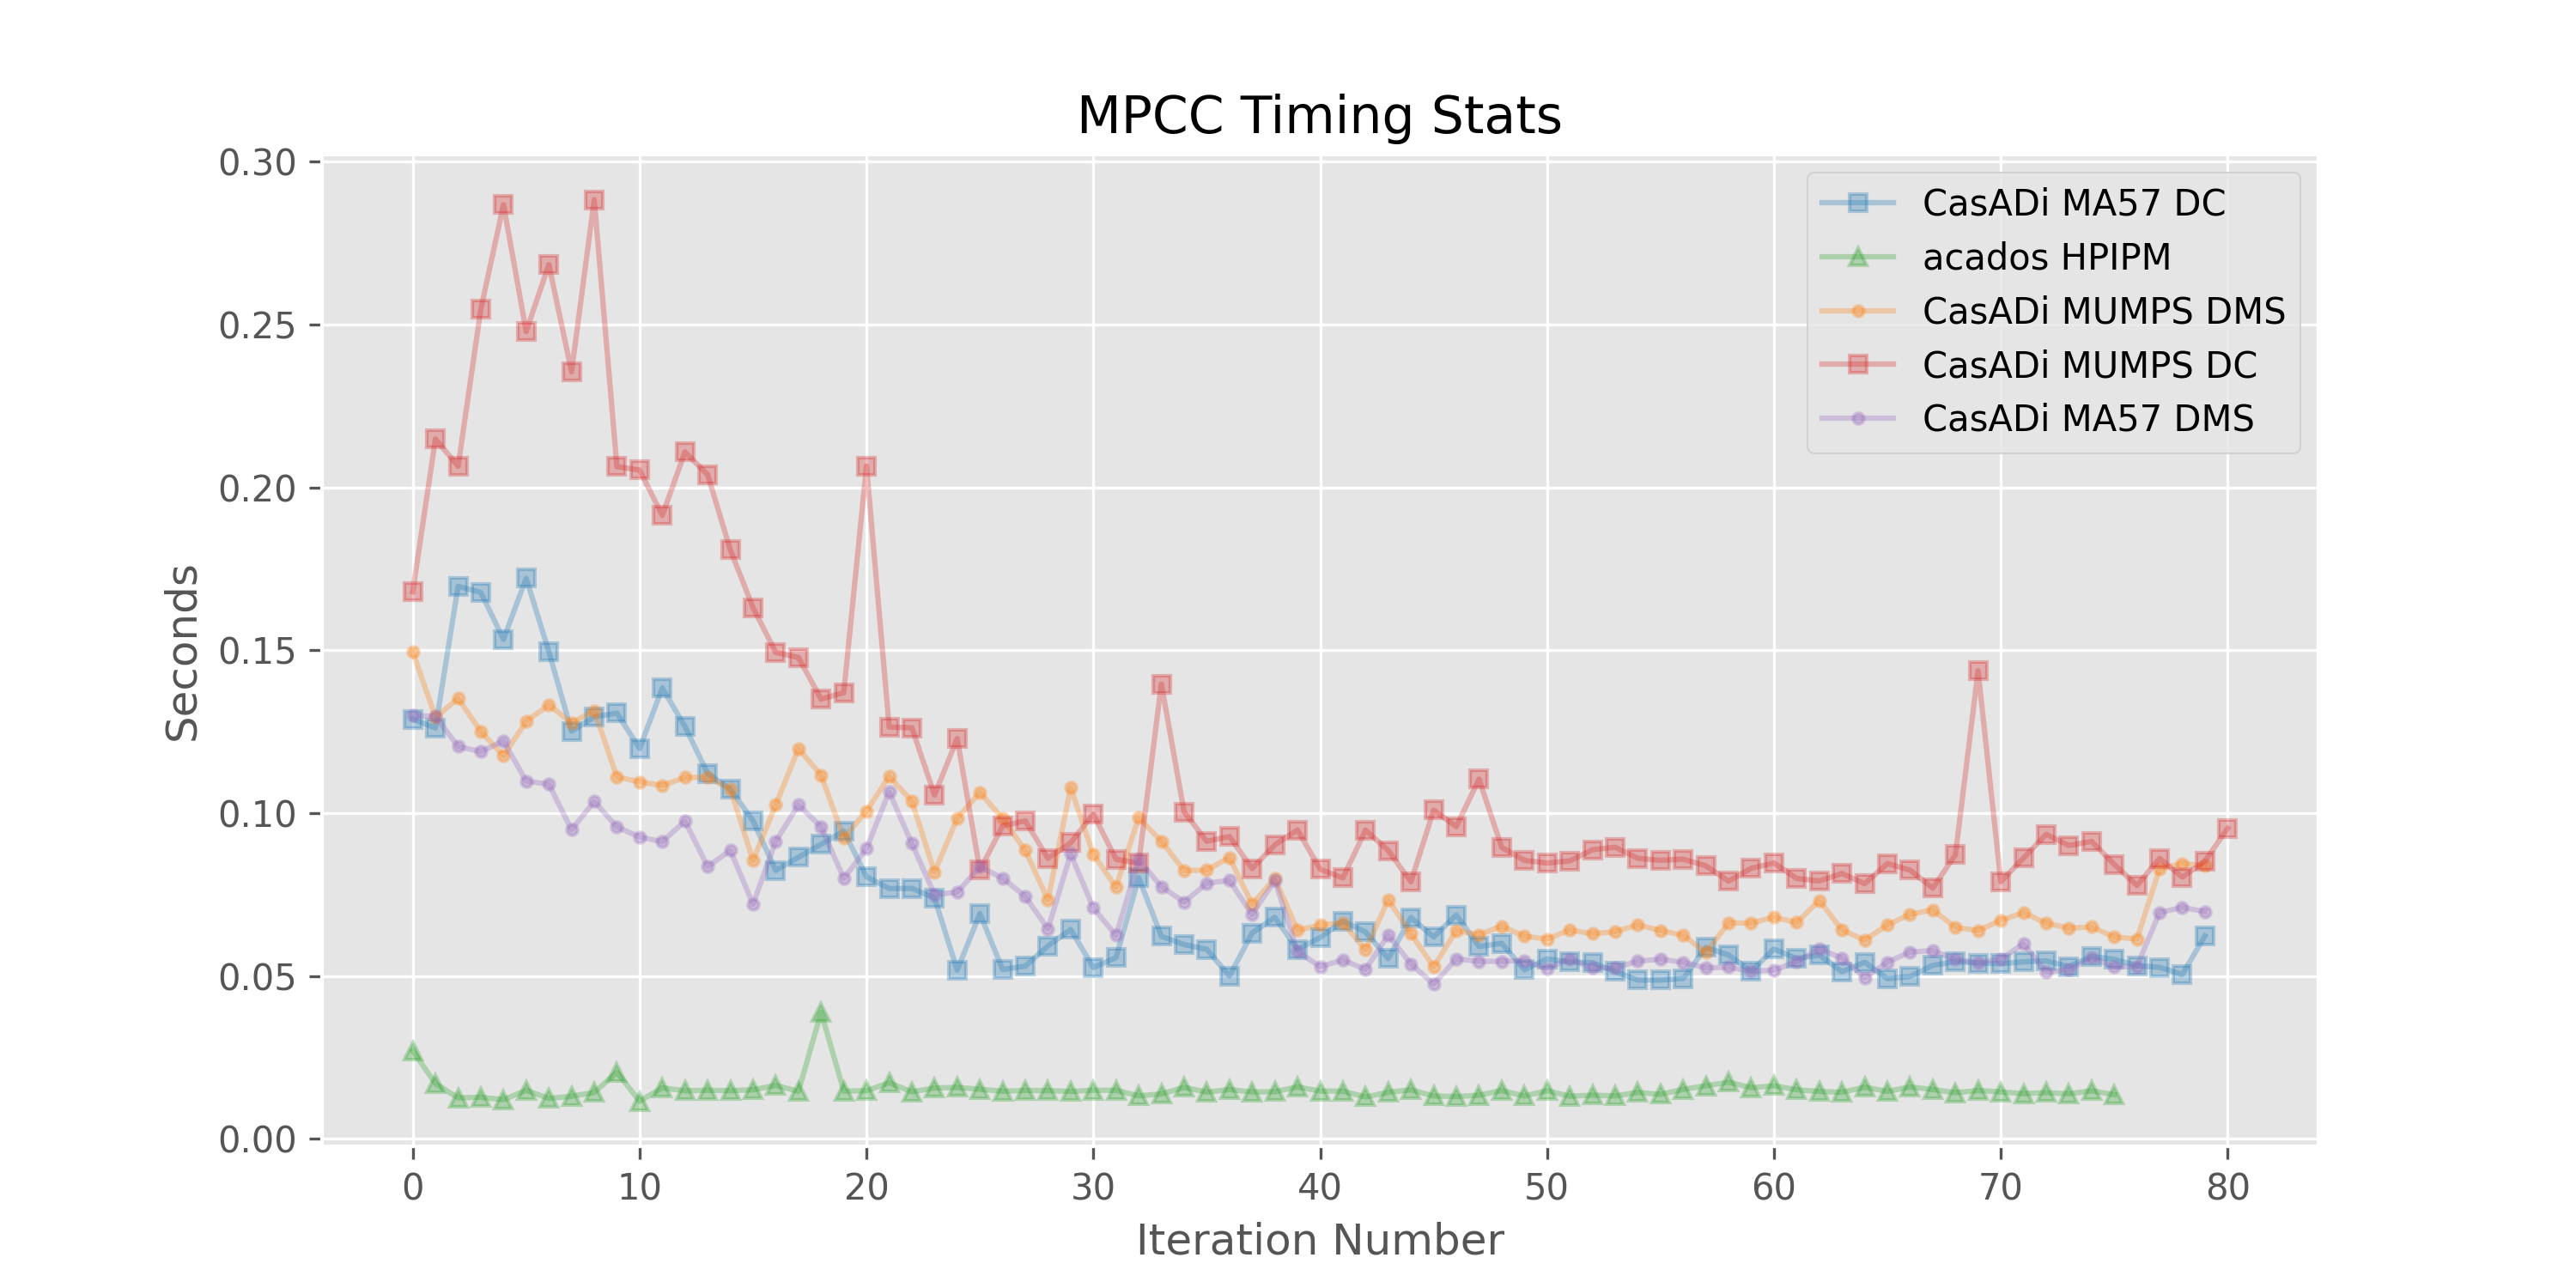 MPCC Timing Stats
0.30
0.25
0.20
0.15
0.10
0.05
0.00
Seconds
CasADi MA57 DC
acados HPIPM
CasADi MUMPS DMS
CasADi MUMPS DC
CasADi MA57 DMS
0 10 20 30 40 50 60 70 80
Iteration Number